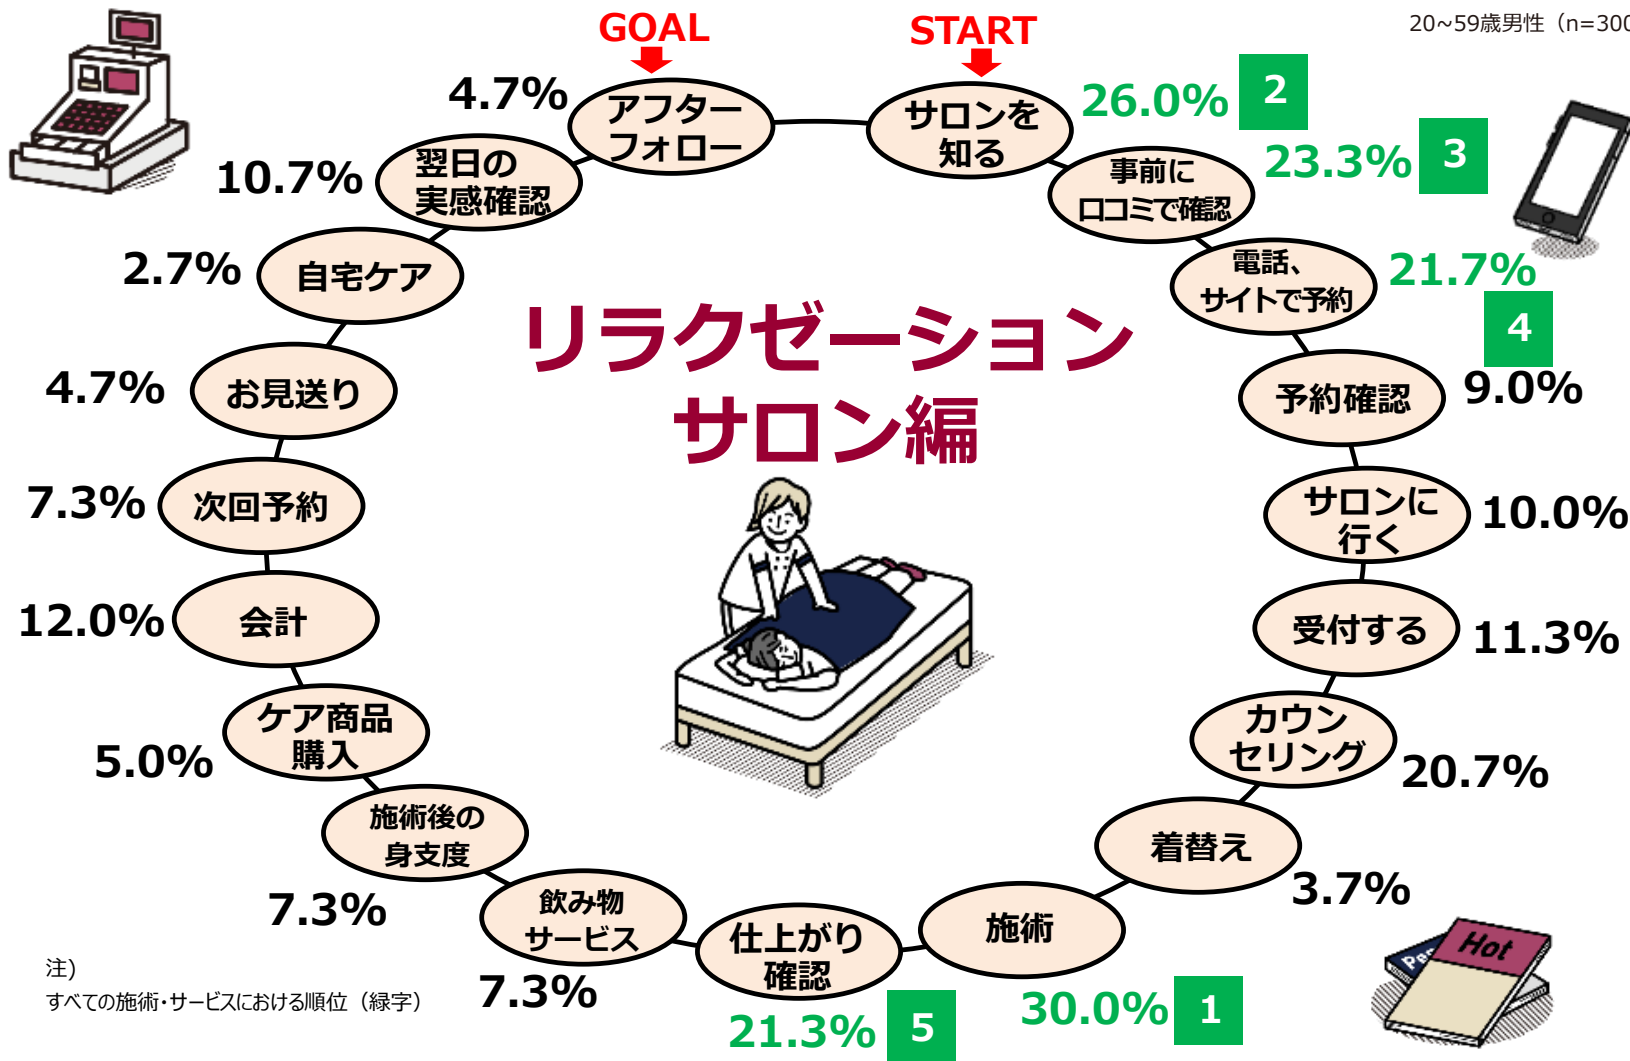 GOAL
START
20~59歳男性（n=300
4.7%
アフター
フォロー
サロンを
知る
26.0%
2
10.7%
翌日の
実感確認
事前に
口コミで確認
23.3%
3
2.7%
自宅ケア
電話、
サイトで予約
21.7%
4
リラクゼーション
サロン編
4.7%
お見送り
予約確認
9.0%
7.3%
次回予約
サロンに
行く
10.0%
12.0%
会計
受付する
11.3%
5.0%
ケア商品
購入
カウン
セリング
20.7%
施術後の
身支度
7.3%
着替え
3.7%
飲み物
サービス
7.3%
仕上がり
確認
21.3%
5
施術
30.0%
1
Hot
注)
すべての施術・サービスにおける順位（緑字）